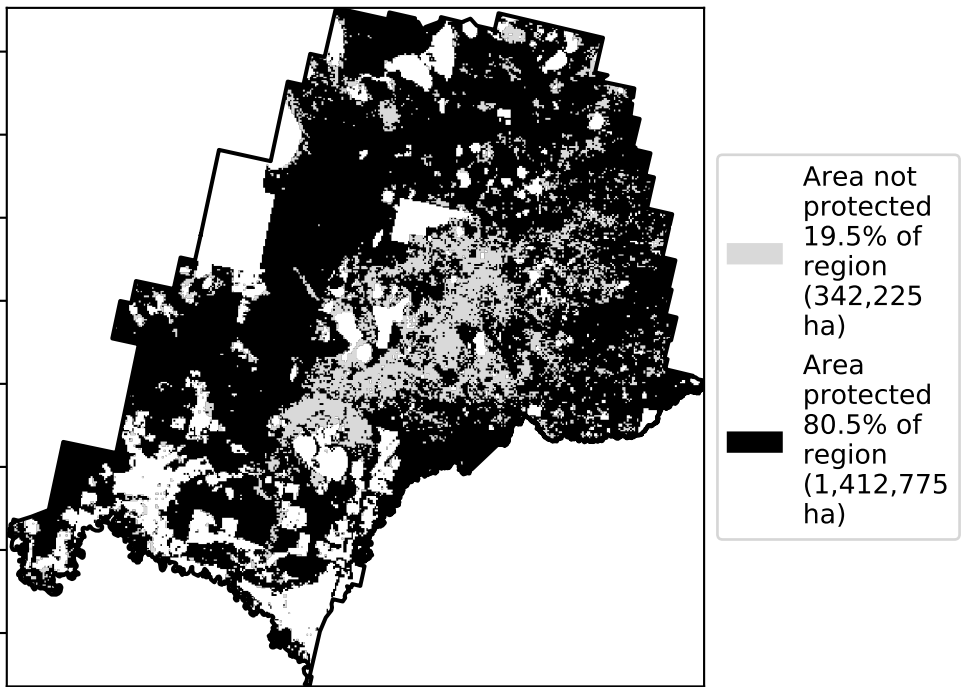 Area not
protected
19.5% of
region
(342,225
ha)
Area
protected
80.5% of
region
(1,412,775
ha)